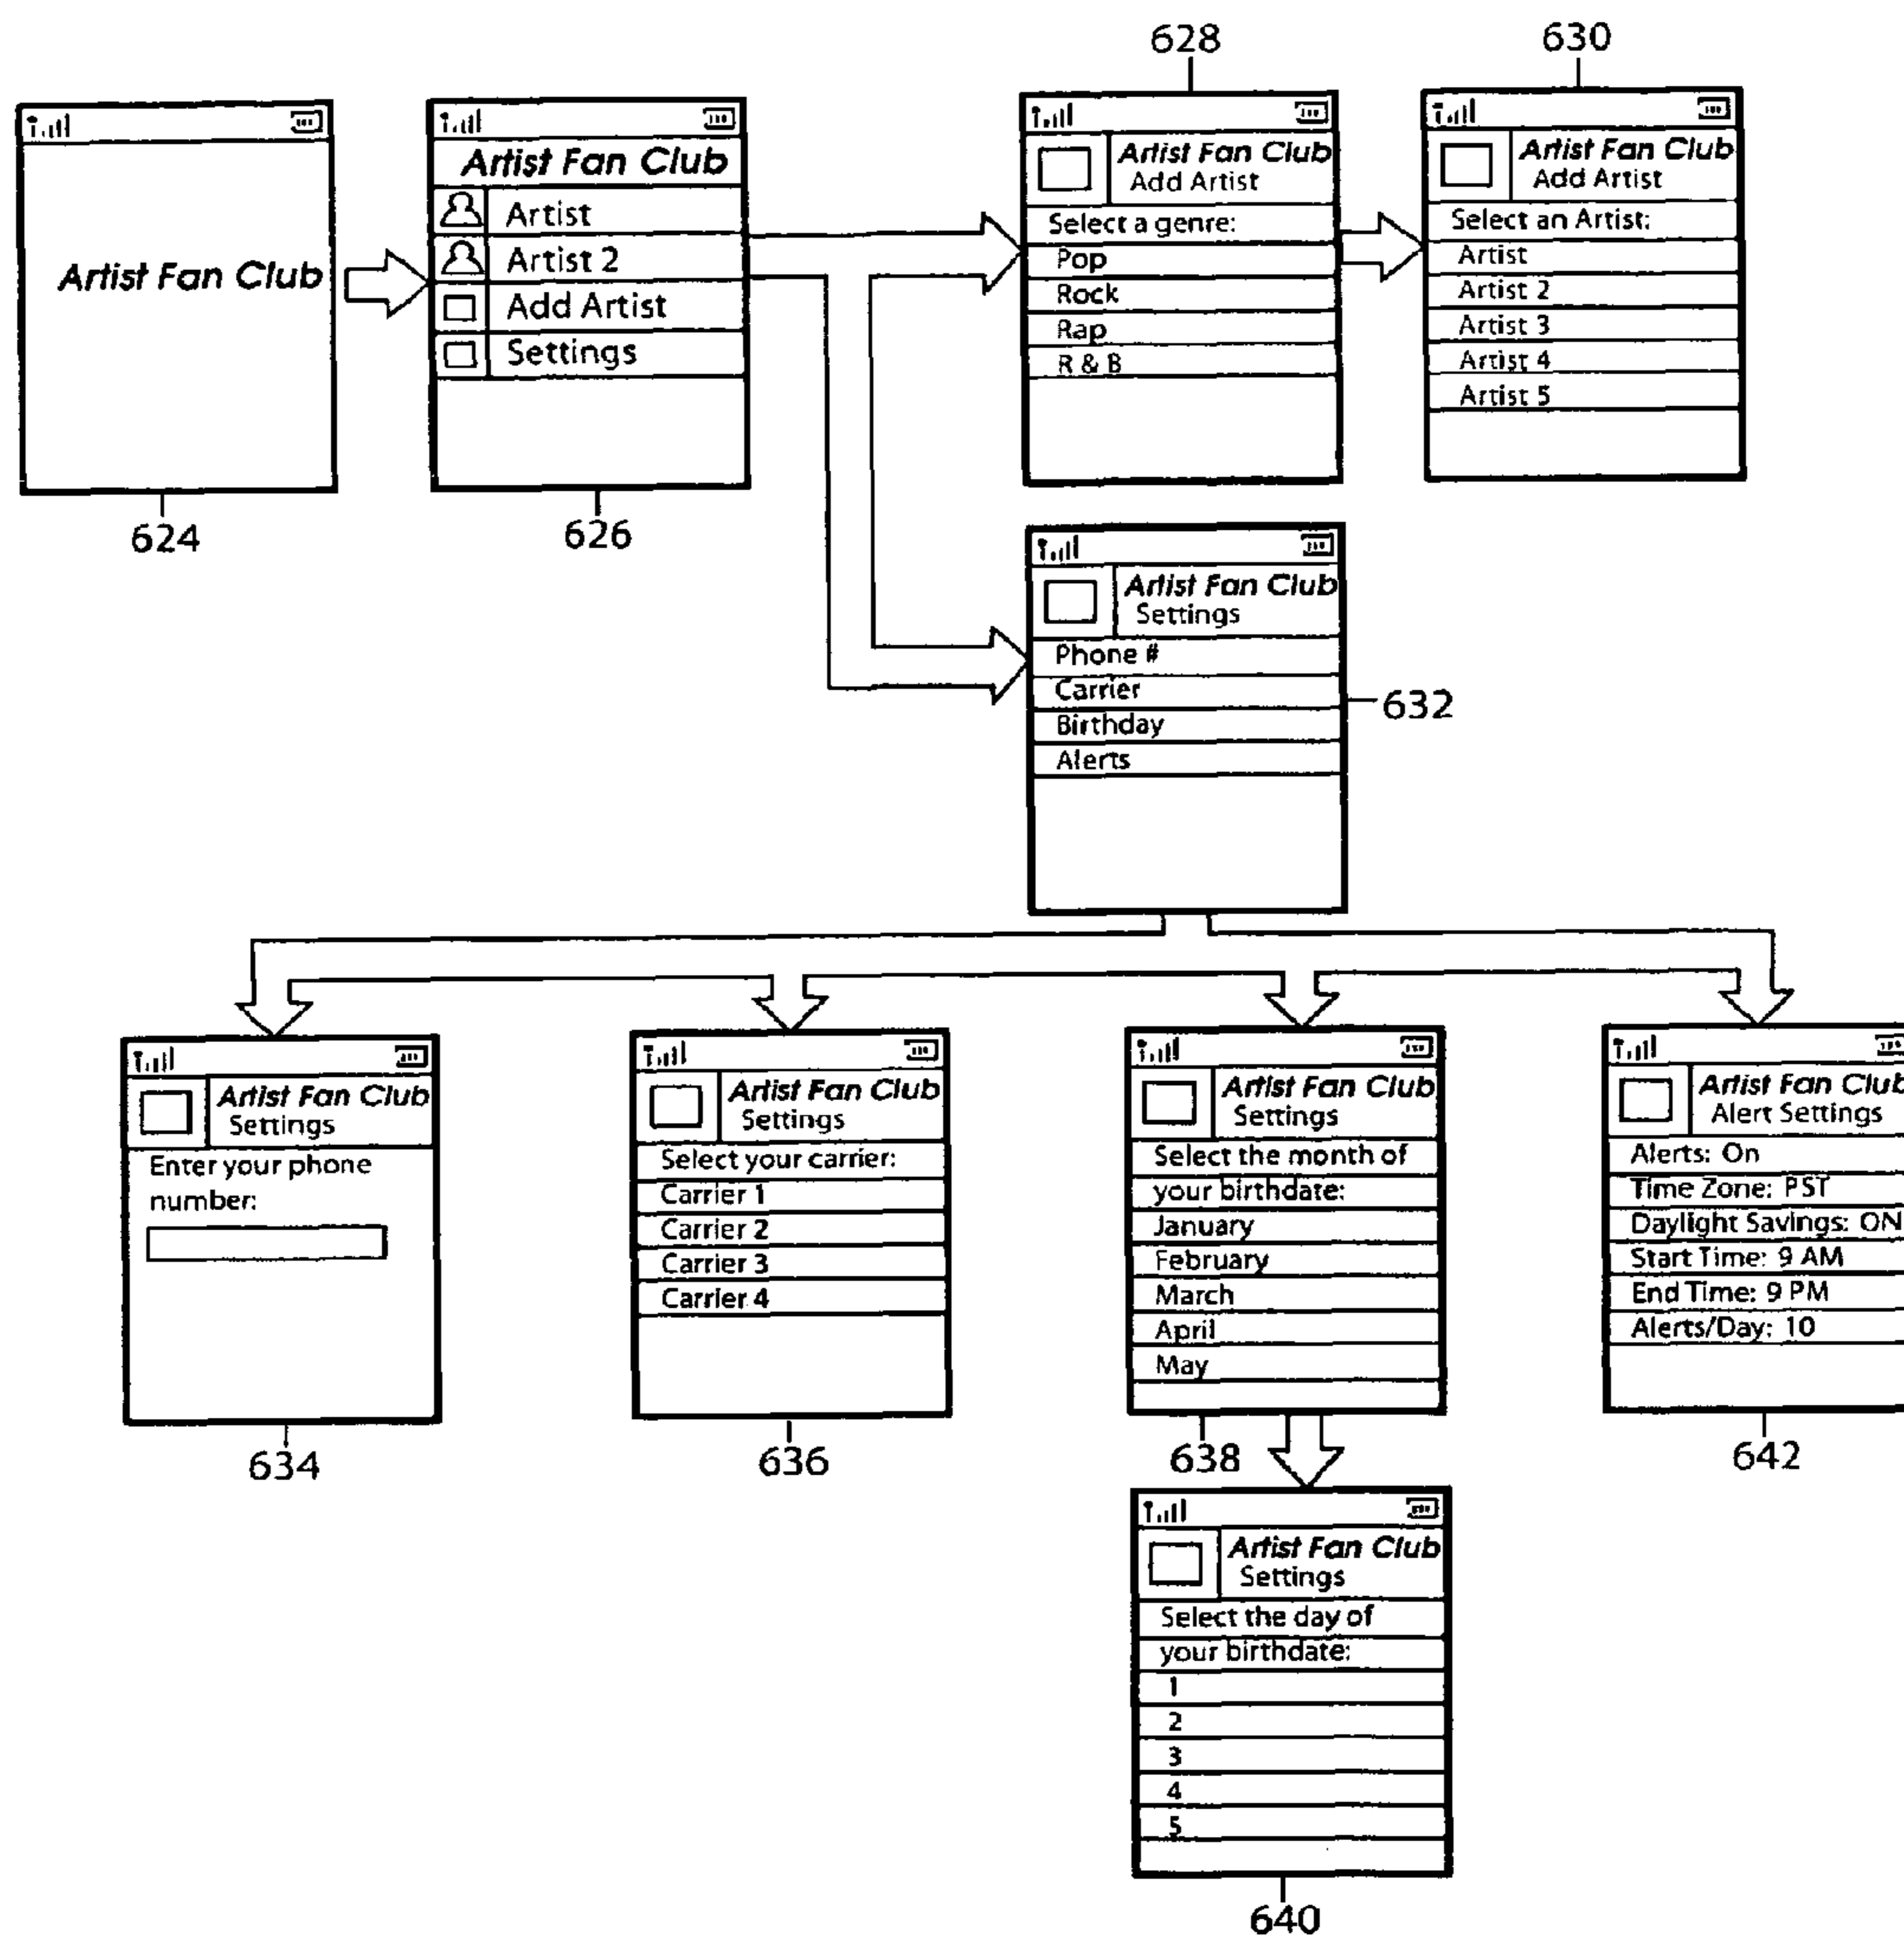 628
630
Artist Fan Club
624
Artist Fan Club
Artist
Artist 2
Add Artist
Settings
626
Artist Fan Club
Add Artist
Select a genre:
Pop
Rock
Rap
R & B
Artist Fan Club
Add Artist
Select an Artist:
Artist
Artist 2
Artist 3
Artist 4
Artist 5
Artist Fan Club
Settings
Phone #
Carrier
Birthday
Alerts
632
Artist Fan Club
Settings
Enter your phone
number:
634
Artist Fan Club
Settings
Select your carrier:
Carrier 1
Carrier 2
Carrier 3
Carrier 4
636
Artist Fan Club
Settings
Select the month of
your birthdate:
January
February
March
April
May
638
Artist Fan Club
Alert Settings
Alerts: On
Time Zone: PST
Daylight Savings: ON
Start Time: 9 AM
End Time: 9 PM
Alerts/Day: 10
642
Artist Fan Club
Settings
Select the day of
your birthdate:
1
2
3
4
5
640